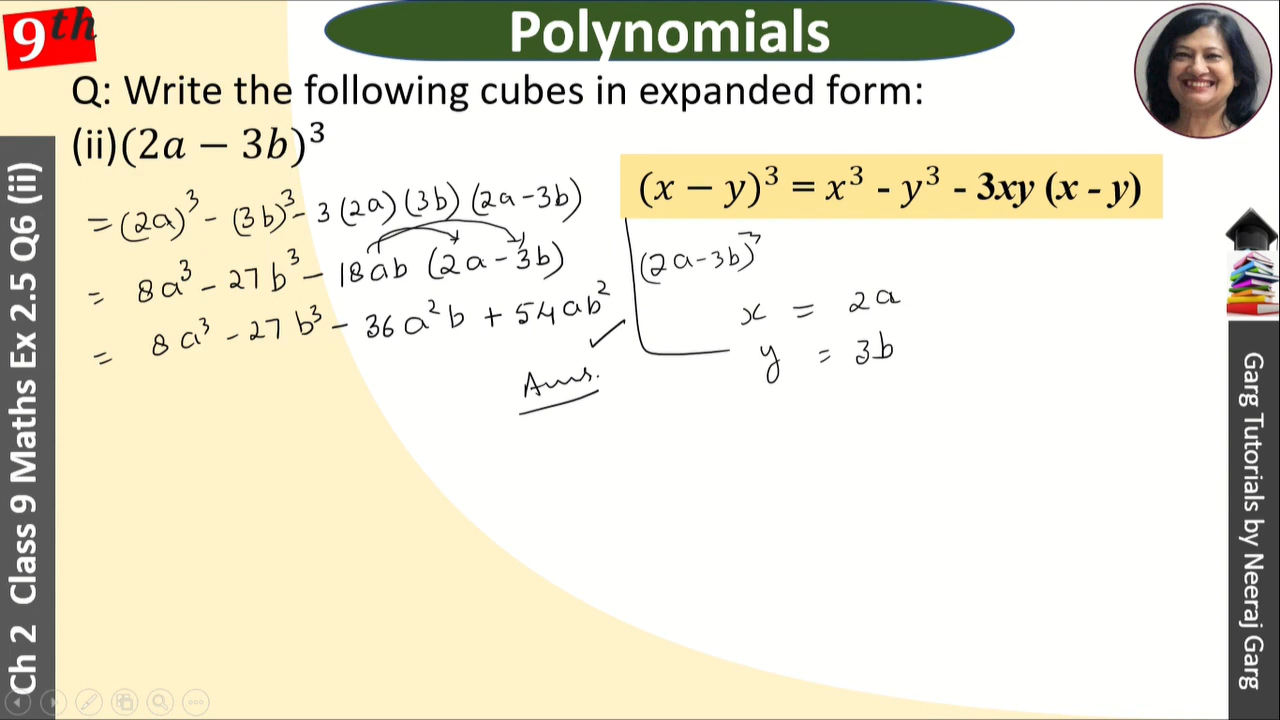 9th
Polynomials
Q: Write the following cubes in expanded form:
(ii)(2a − 3b)³
(x − y)³ = x³ - y³ - 3xy (x - y)
= (2a)³ - (3b)³ - 3(2a)(3b)(2a-3b)
= 8a³ - 27b³ - 18ab (2a-3b)
= 8a³ - 27b³ - 36a²b + 54ab²
Ans.
(2a-3b)³
x = 2a
y = 3b
Ch 2 Class 9 Maths Ex 2.5 Q6 (ii)
Garg Tutorials by Neeraj Garg